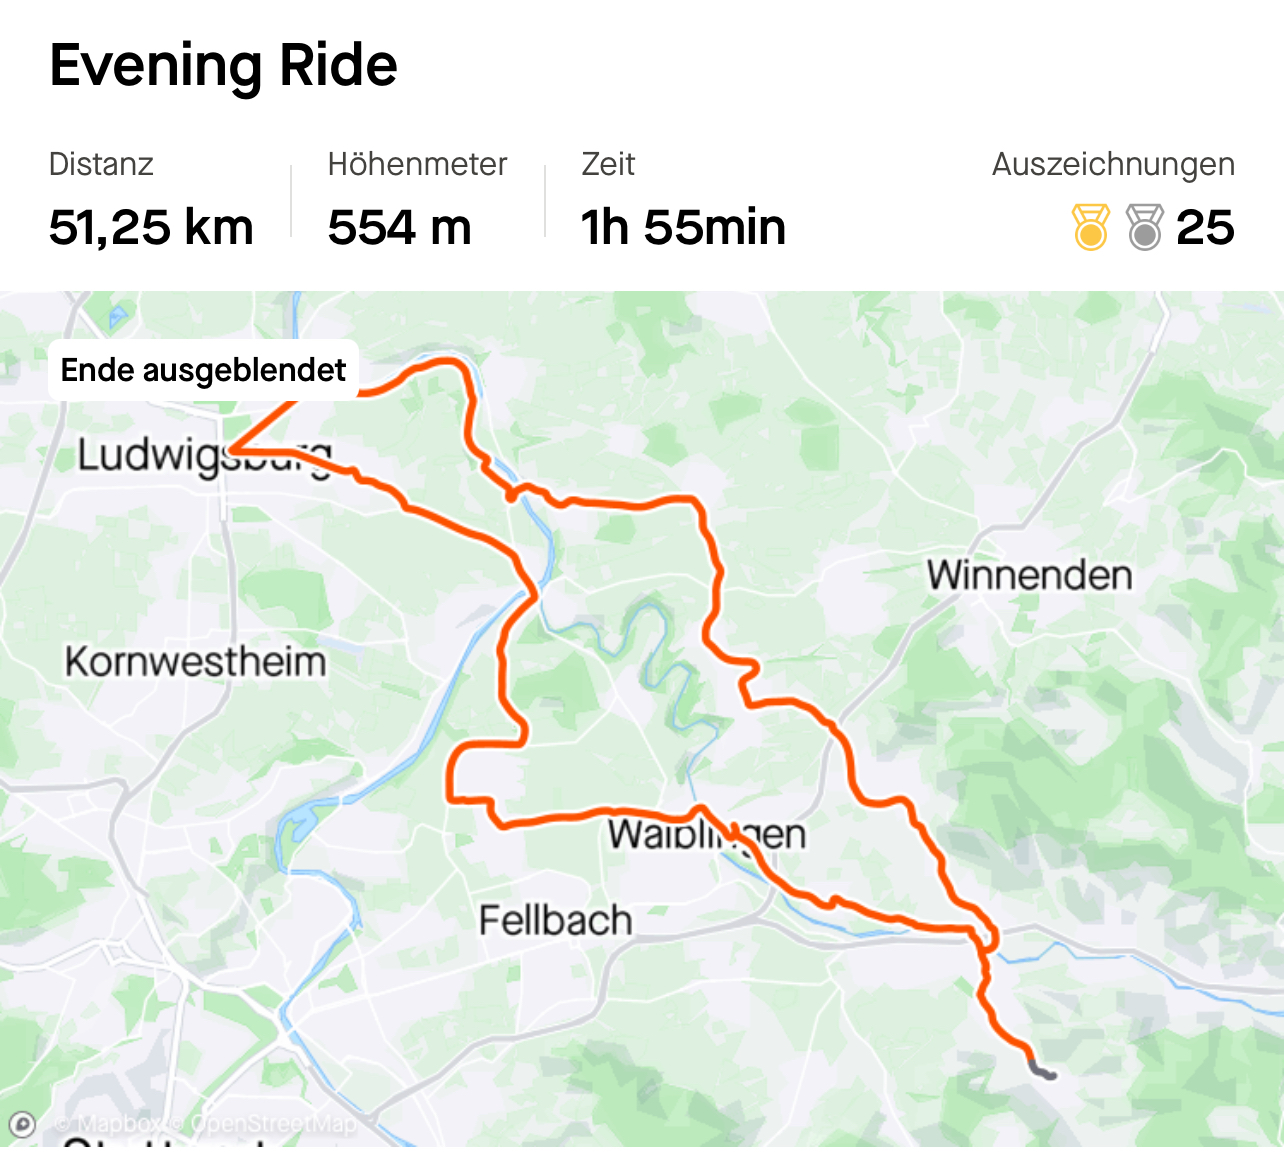 Evening Ride
Distanz
Höhenmeter
Zeit
Auszeichnungen
51,25 km
554 m
1h 55min
25
Ende ausgeblendet
Ludwigsburg
Winnenden
Kornwestheim
Waiblingen
Fellbach
© Mapbox © OpenStreetMap